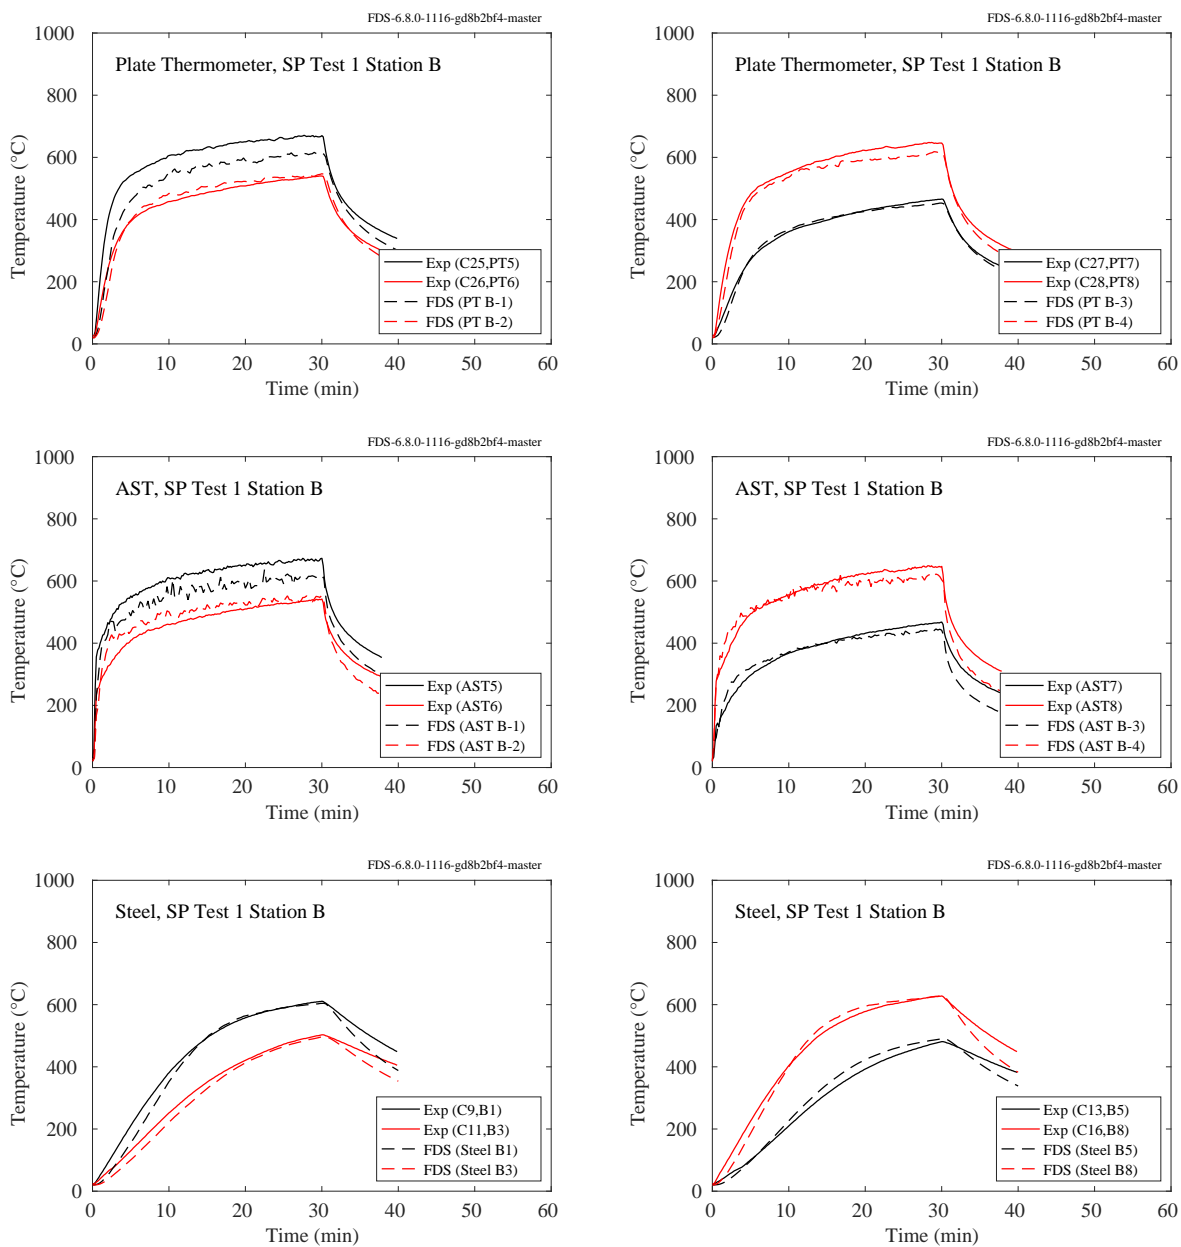 FDS-6.8.0-1116-gd8b2bf4-master
Plate Thermometer, SP Test 1 Station B
Temperature (°C)
1000
800
600
400
200
0
Exp (C25,PT5)
Exp (C26,PT6)
FDS (PT B-1)
FDS (PT B-2)
0 10 20 30 40 50 60
Time (min)
FDS-6.8.0-1116-gd8b2bf4-master
Plate Thermometer, SP Test 1 Station B
Temperature (°C)
1000
800
600
400
200
0
Exp (C27,PT7)
Exp (C28,PT8)
FDS (PT B-3)
FDS (PT B-4)
0 10 20 30 40 50 60
Time (min)
FDS-6.8.0-1116-gd8b2bf4-master
AST, SP Test 1 Station B
Temperature (°C)
1000
800
600
400
200
0
Exp (AST5)
Exp (AST6)
FDS (AST B-1)
FDS (AST B-2)
0 10 20 30 40 50 60
Time (min)
FDS-6.8.0-1116-gd8b2bf4-master
AST, SP Test 1 Station B
Temperature (°C)
1000
800
600
400
200
0
Exp (AST7)
Exp (AST8)
FDS (AST B-3)
FDS (AST B-4)
0 10 20 30 40 50 60
Time (min)
FDS-6.8.0-1116-gd8b2bf4-master
Steel, SP Test 1 Station B
Temperature (°C)
1000
800
600
400
200
0
Exp (C9,B1)
Exp (C11,B3)
FDS (Steel B1)
FDS (Steel B3)
0 10 20 30 40 50 60
Time (min)
FDS-6.8.0-1116-gd8b2bf4-master
Steel, SP Test 1 Station B
Temperature (°C)
1000
800
600
400
200
0
Exp (C13,B5)
Exp (C16,B8)
FDS (Steel B5)
FDS (Steel B8)
0 10 20 30 40 50 60
Time (min)